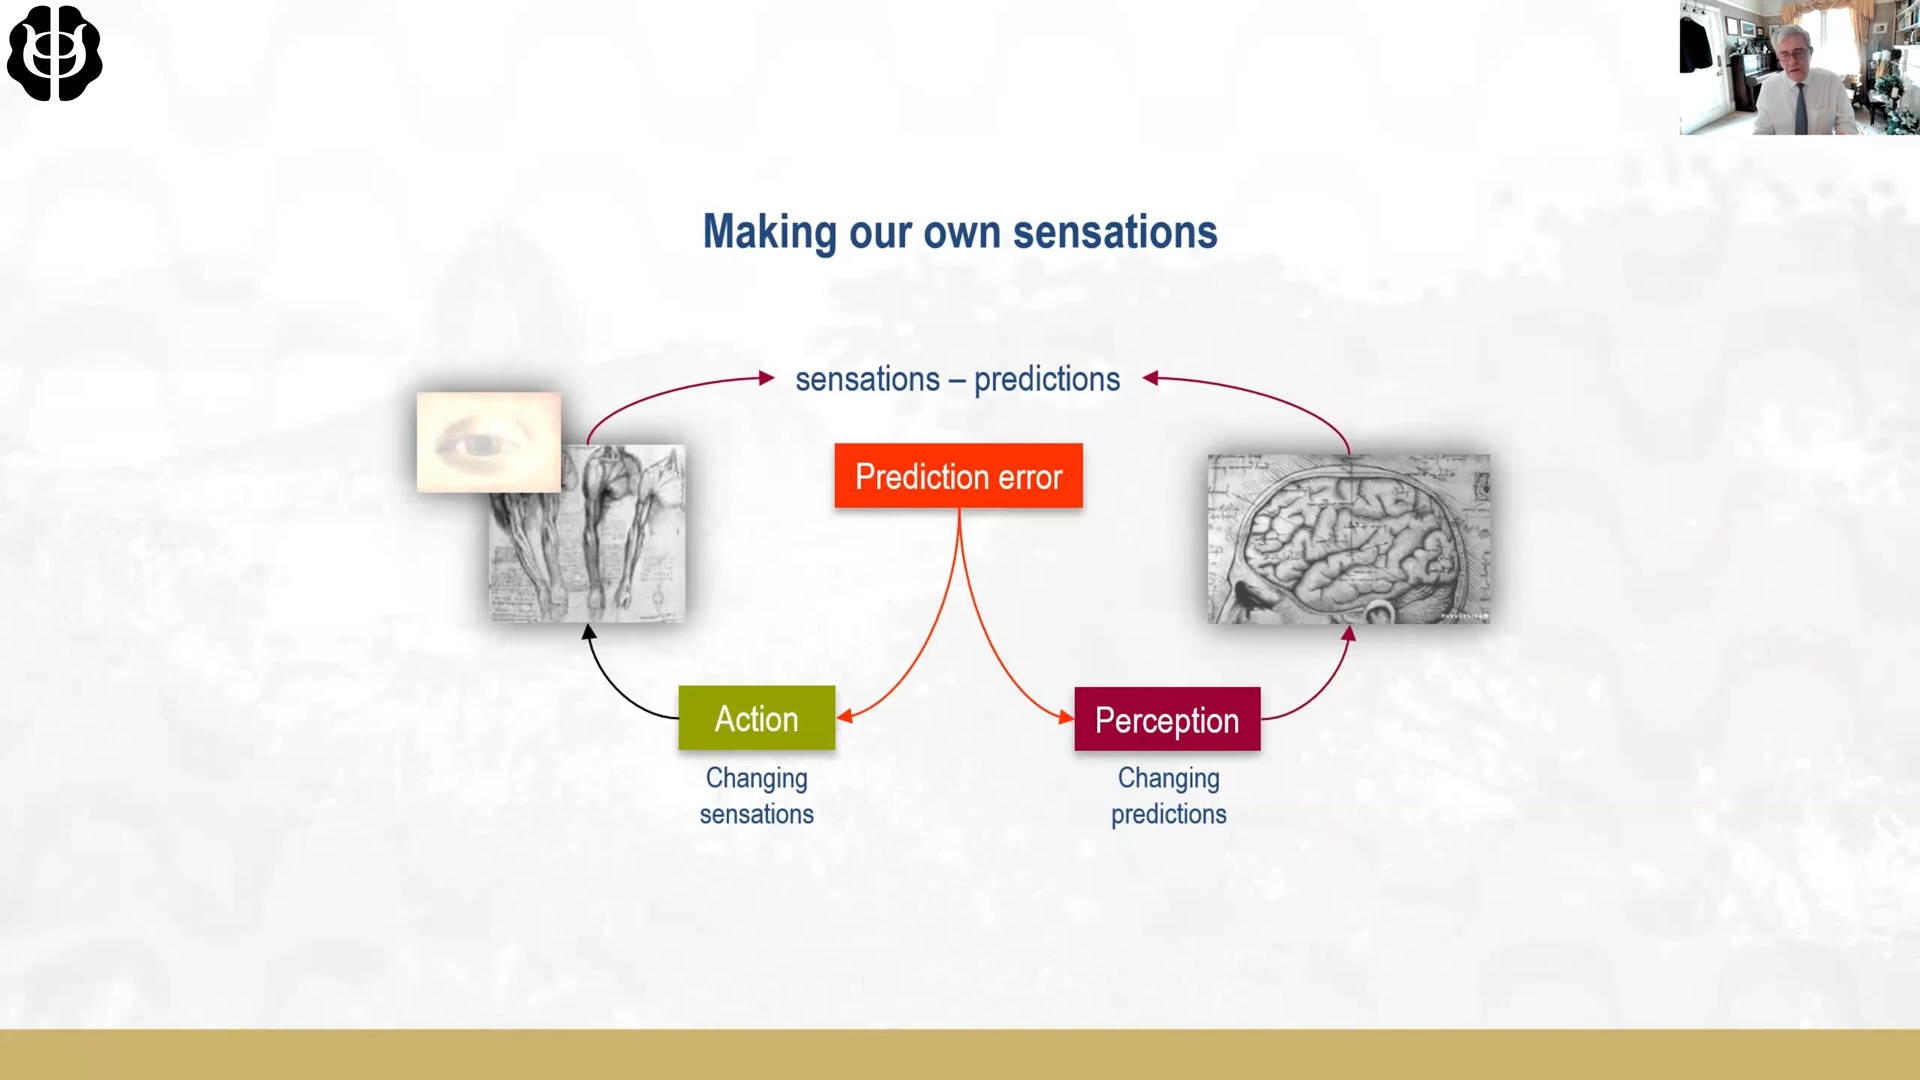 Making our own sensations
sensations – predictions
Prediction error
Action
Perception
Changing
sensations
Changing
predictions